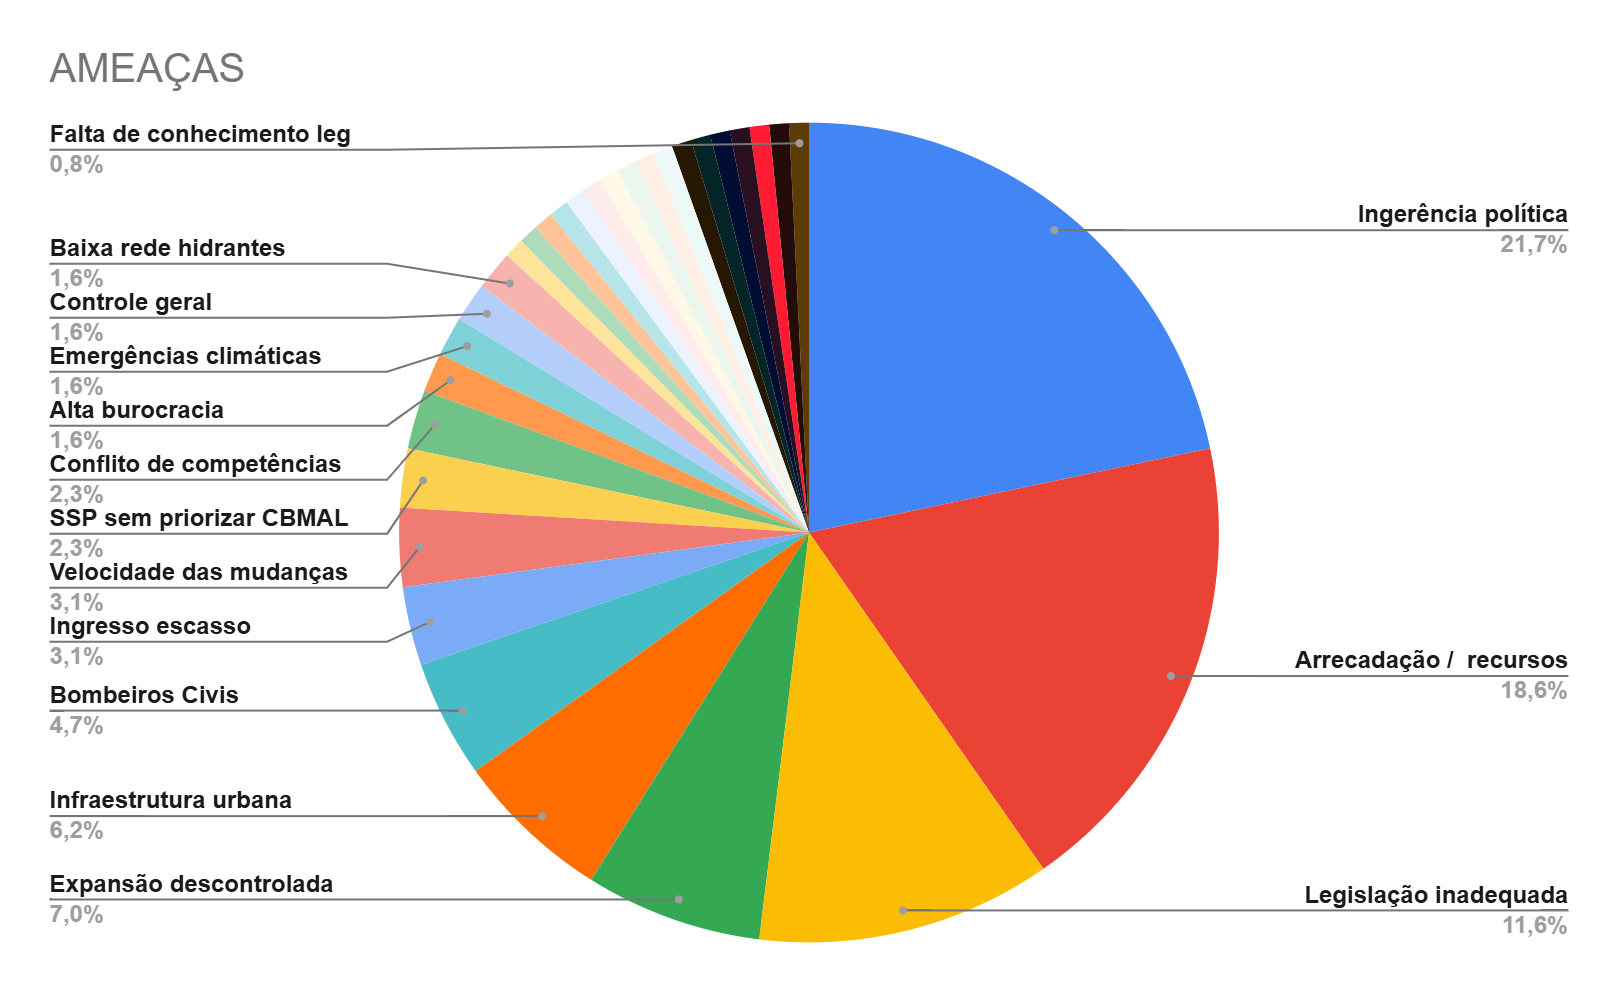 AMEAÇAS
Falta de conhecimento leg
0,8%
Baixa rede hidrantes
1,6%
Controle geral
1,6%
Emergências climáticas
1,6%
Alta burocracia
1,6%
Conflito de competências
2,3%
SSP sem priorizar CBMAL
2,3%
Velocidade das mudanças
3,1%
Ingresso escasso
3,1%
Bombeiros Civis
4,7%
Infraestrutura urbana
6,2%
Expansão descontrolada
7,0%
Ingerência política
21,7%
Arrecadação /  recursos
18,6%
Legislação inadequada
11,6%